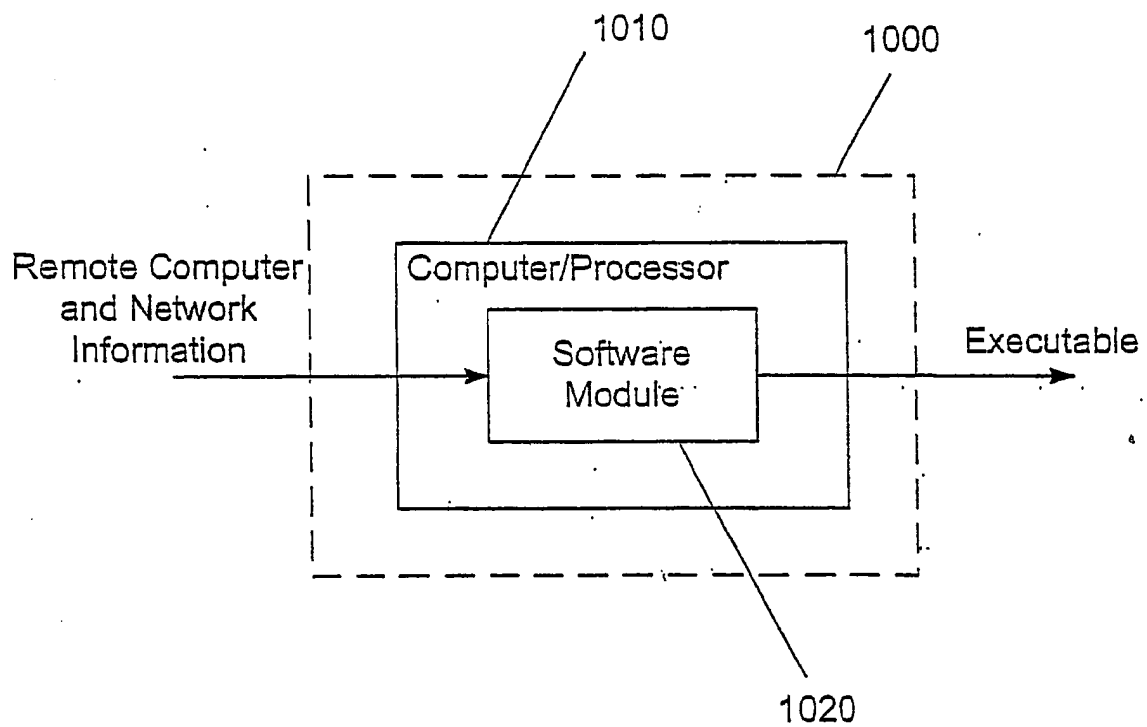 1010
1000
Remote Computer
and Network
Information
Computer/Processor
Software
Module
Executable
1020